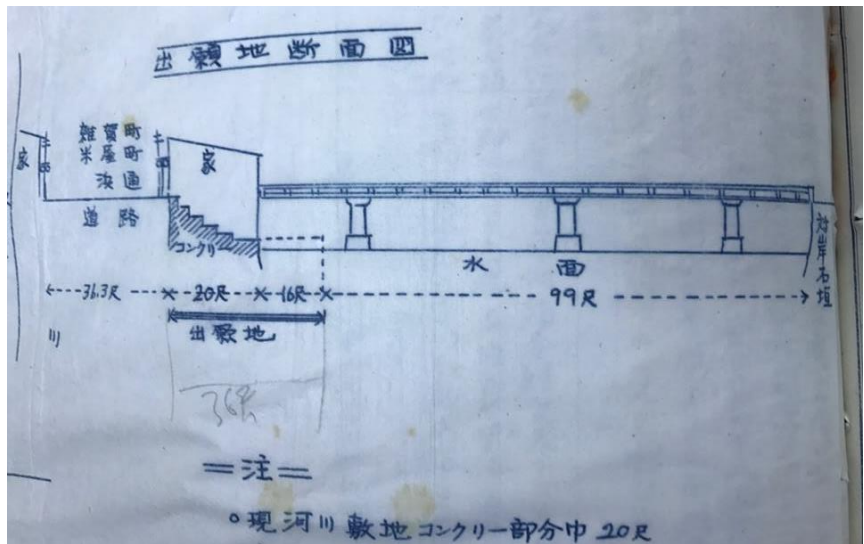 出願地断面図
雑賀町
米屋町
浜通
道路
家
家
コンクリー
水面
対岸石垣
36.3尺
20尺
16尺
99尺
出願地
川
36尺
＝注＝
○現河川敷地コンクリー部分巾20尺